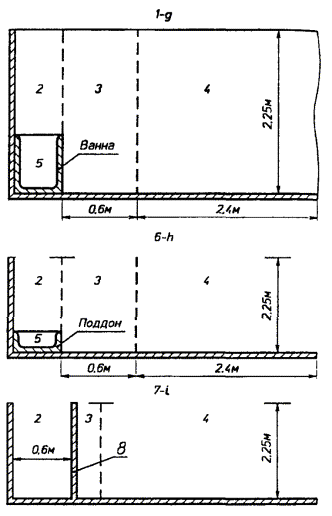 1-g
2 3 4
2,25м
5 Ванна
0,6м 2,4м
6-h
2 3 4
2,25м
5 Поддон
0,6м 2,4м
7-i
2 3 4
0,6м 8 2,25м